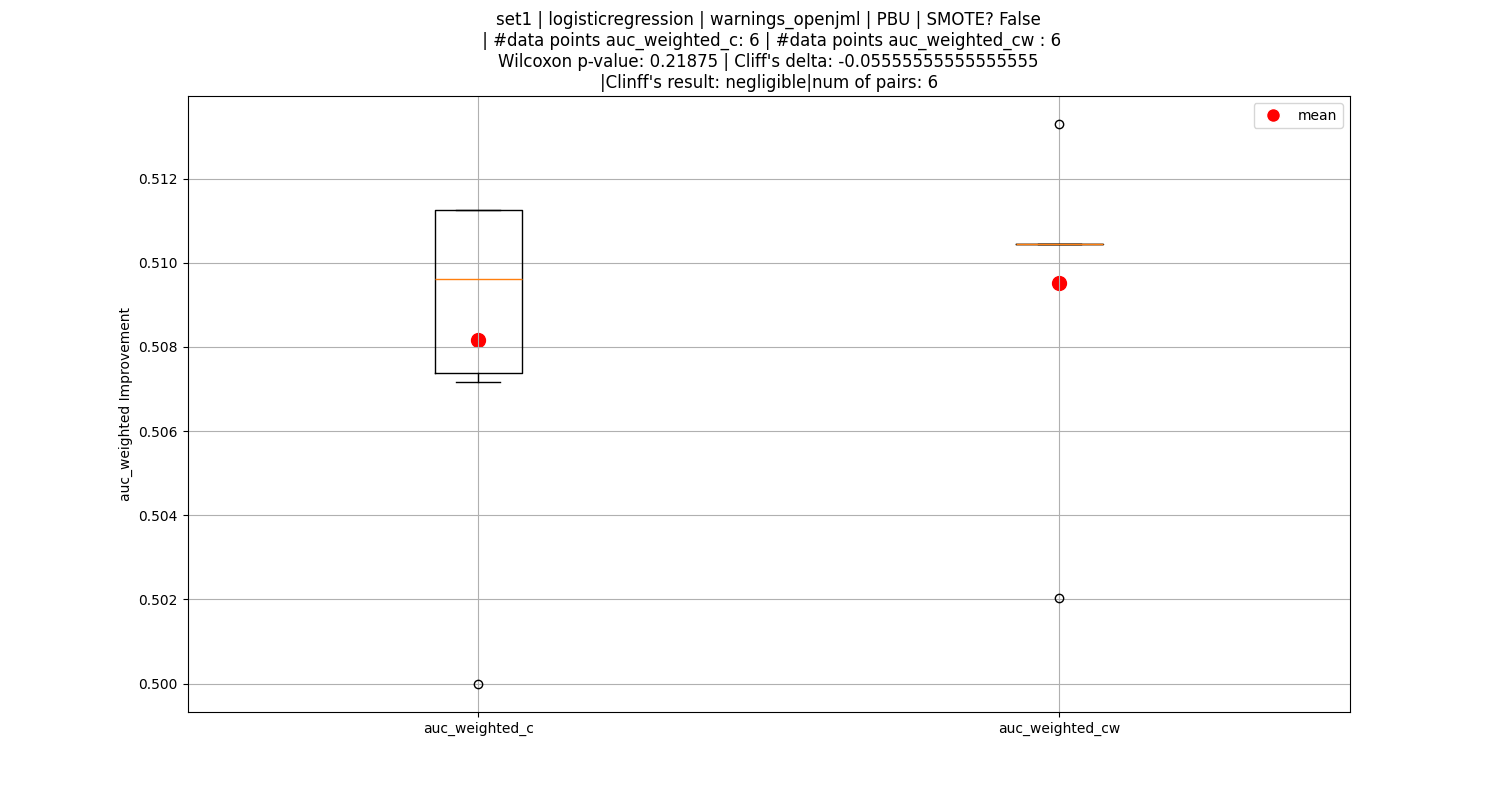 set1 | logisticregression | warnings_openjml | PBU | SMOTE? False
| #data points auc_weighted_c: 6 | #data points auc_weighted_cw : 6
Wilcoxon p-value: 0.21875 | Cliff's delta: -0.05555555555555555
|Clinff's result: negligible|num of pairs: 6
mean
0.512
0.510
0.508
0.506
0.504
0.502
0.500
auc_weighted Improvement
auc_weighted_c
auc_weighted_cw